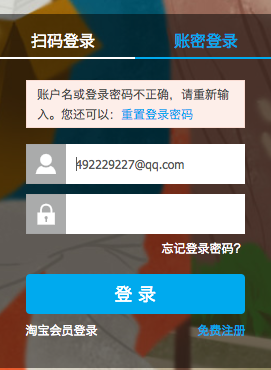 扫码登录 账密登录
账户名或登录密码不正确，请重新输
入。您还可以：重置登录密码
492229227@qq.com
忘记登录密码?
登 录
淘宝会员登录 免费注册